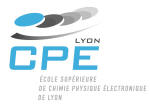 LYON
CPE
ÉCOLE SUPÉRIEURE
DE CHIMIE PHYSIQUE ÉLECTRONIQUE
DE LYON